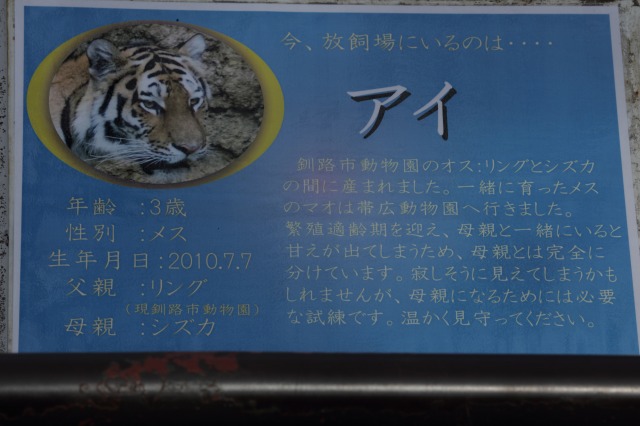 今、放飼場にいるのは・・・・
アイ
年齢 :3歳
性別 :メス
生年月日:2010.7.7
父親 :リング
(現釧路市動物園)
母親 :シズカ
釧路市動物園のオス:リングとシズカ
の間に産まれました。一緒に育ったメス
のマオは帯広動物園へ行きました。
繁殖適齢期を迎え、母親と一緒にいると
甘えが出てしまうため、母親とは完全に
分けています。寂しそうに見えてしまうかも
しれませんが、母親になるためには必要
な試練です。温かく見守ってください。